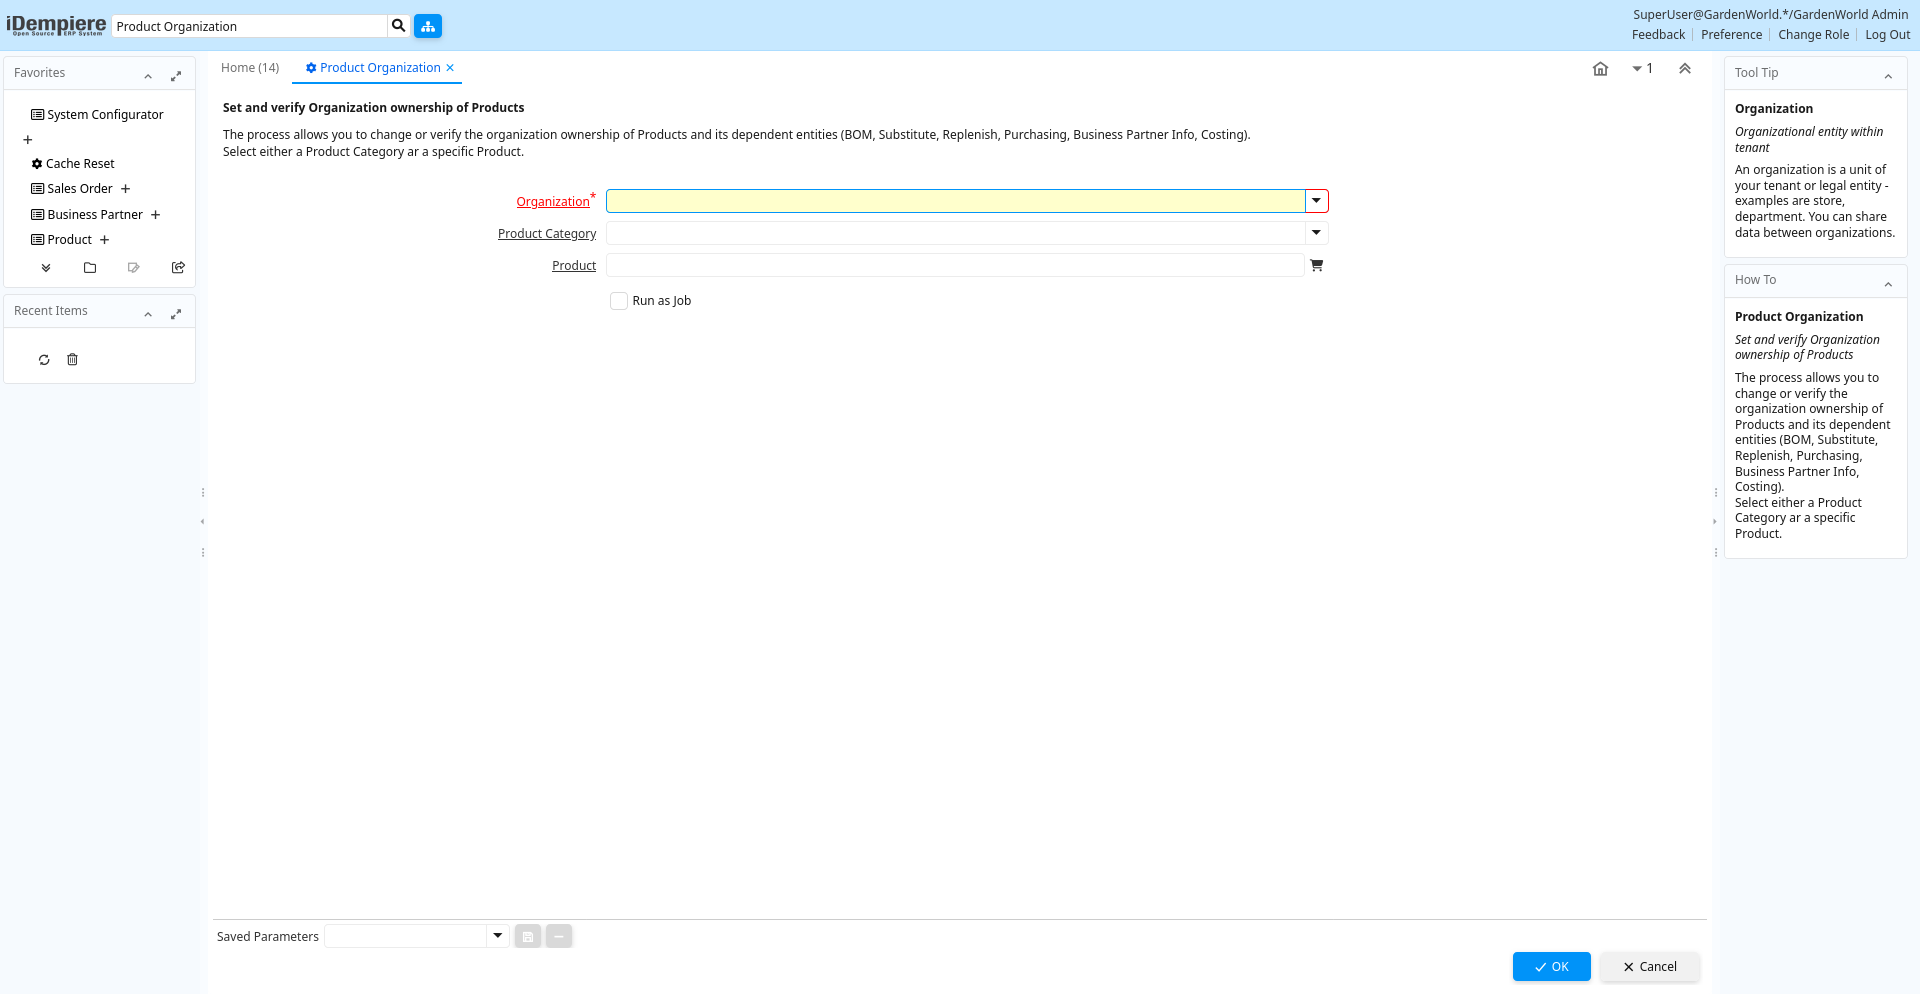 iDempiere
Open Source ERP System
Product Organization
SuperUser@GardenWorld.*/GardenWorld Admin
Feedback
Preference
Change Role
Log Out
Favorites
System Configurator
Cache Reset
Sales Order
Business Partner
Product
Recent Items
Home (14)
Product Organization
1
Set and verify Organization ownership of Products
The process allows you to change or verify the organization ownership of Products and its dependent entities (BOM, Substitute, Replenish, Purchasing, Business Partner Info, Costing).
Select either a Product Category ar a specific Product.
Organization*
Product Category
Product
Run as Job
Saved Parameters
OK
Cancel
Tool Tip
Organization
Organizational entity within
tenant
An organization is a unit of
your tenant or legal entity -
examples are store,
department. You can share
data between organizations.
How To
Product Organization
Set and verify Organization
ownership of Products
The process allows you to
change or verify the
organization ownership of
Products and its dependent
entities (BOM, Substitute,
Replenish, Purchasing,
Business Partner Info,
Costing).
Select either a Product
Category ar a specific
Product.